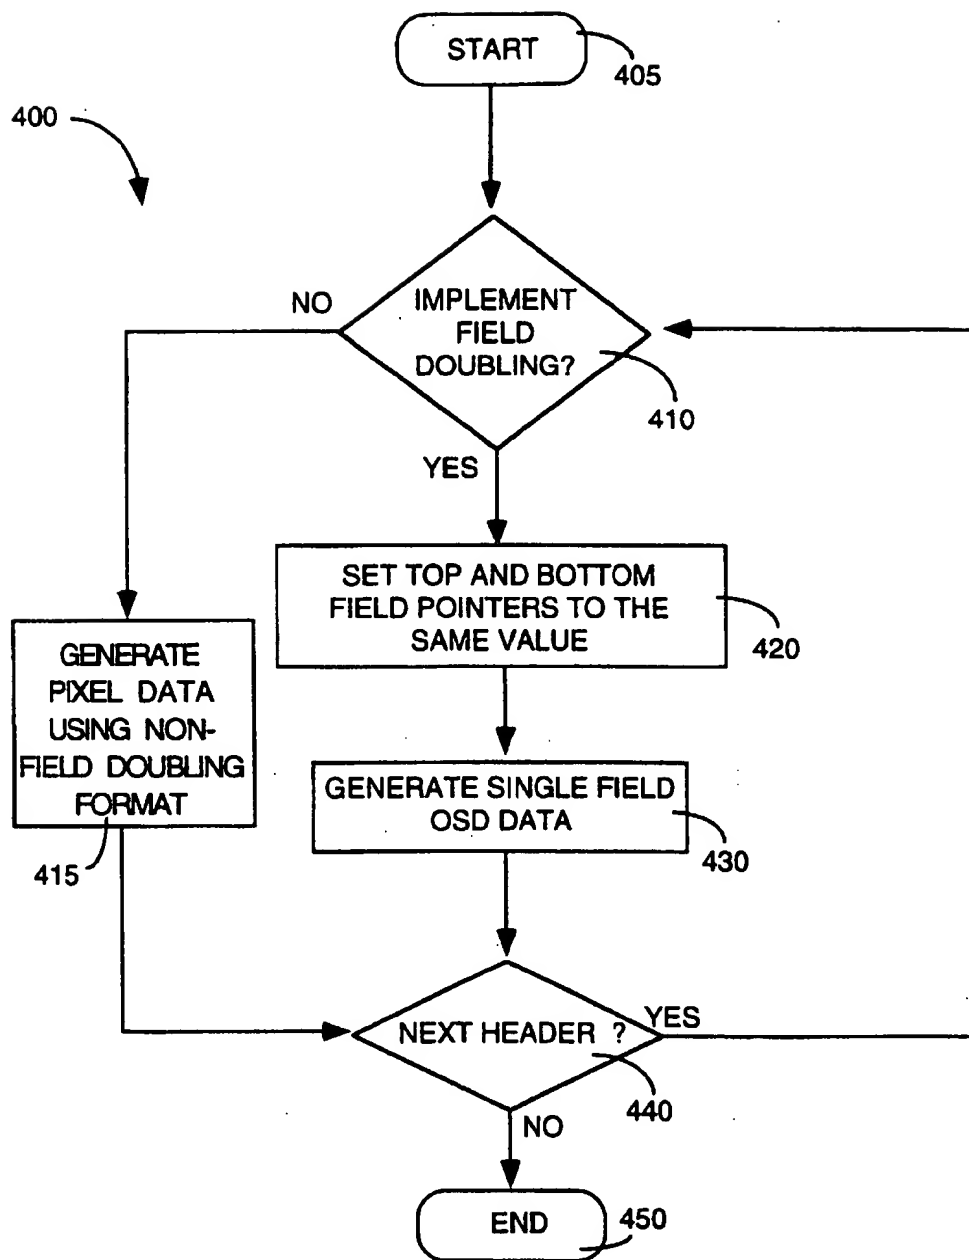 START
405
400
NO
IMPLEMENT
FIELD
DOUBLING?
410
YES
SET TOP AND BOTTOM
FIELD POINTERS TO THE
SAME VALUE
420
GENERATE
PIXEL DATA
USING NON-
FIELD DOUBLING
FORMAT
415
GENERATE SINGLE FIELD
OSD DATA
430
NEXT HEADER ?
YES
440
NO
END
450